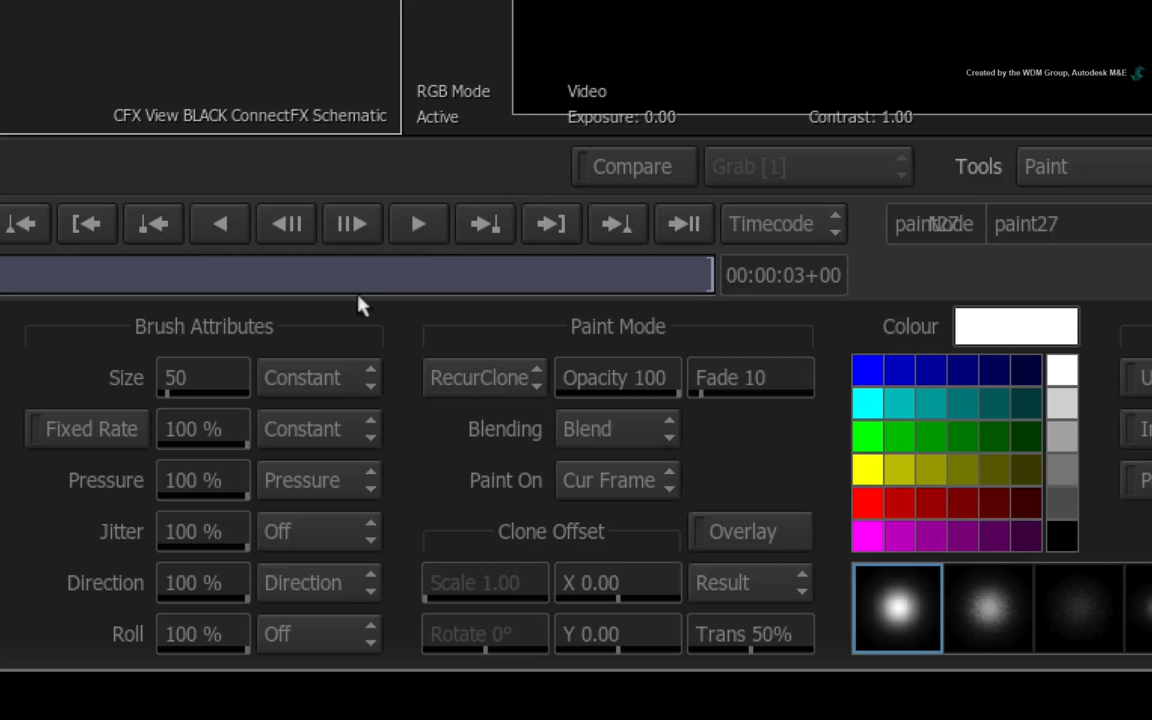 Created by the WDM Group, Autodesk M&E
RGB Mode
Video
CFX View BLACK ConnectFX Schematic
Active
Exposure: 0.00
Contrast: 1.00
Compare
Grab [1]
Tools
Paint
Timecode
paint27
00:00:03+00
Brush Attributes
Paint Mode
Colour
Size
50
Constant
RecurClone
Opacity 100
Fade 10
Fixed Rate
100 %
Constant
Blending
Blend
Pressure
100 %
Pressure
Paint On
Cur Frame
Jitter
100 %
Off
Clone Offset
Overlay
Direction
100 %
Direction
Scale 1.00
X 0.00
Result
Roll
100 %
Off
Rotate 0°
Y 0.00
Trans 50%